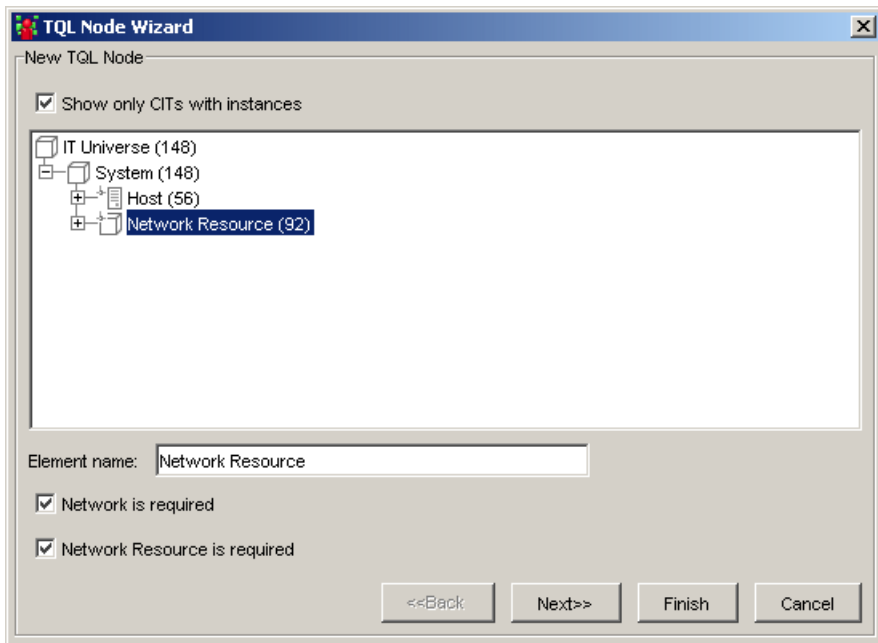 TQL Node Wizard
New TQL Node
Show only CITs with instances
IT Universe (148)
System (148)
Host (56)
Network Resource (92)
Element name: Network Resource
Network is required
Network Resource is required
<<Back Next>> Finish Cancel